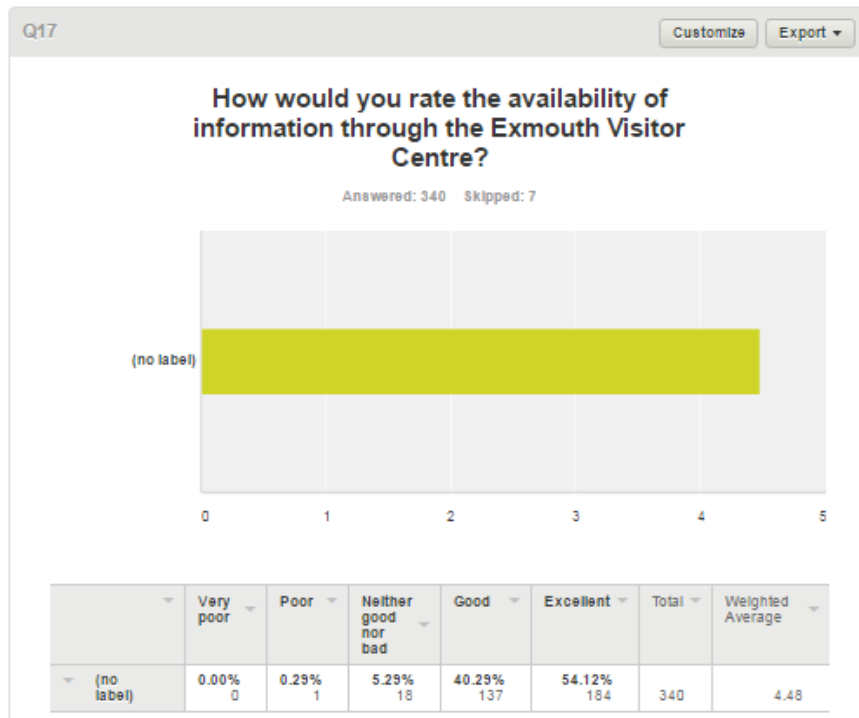 Q17
Customize
Export
How would you rate the availability of
information through the Exmouth Visitor
Centre?
Answered: 340 Skipped: 7
(no label)
0 1 2 3 4 5
Very poor
Poor
Neither good nor bad
Good
Excellent
Total
Weighted Average
(no label)
0.00% 0.29% 5.29% 40.29% 54.12%
0 1 18 137 184 340 4.48